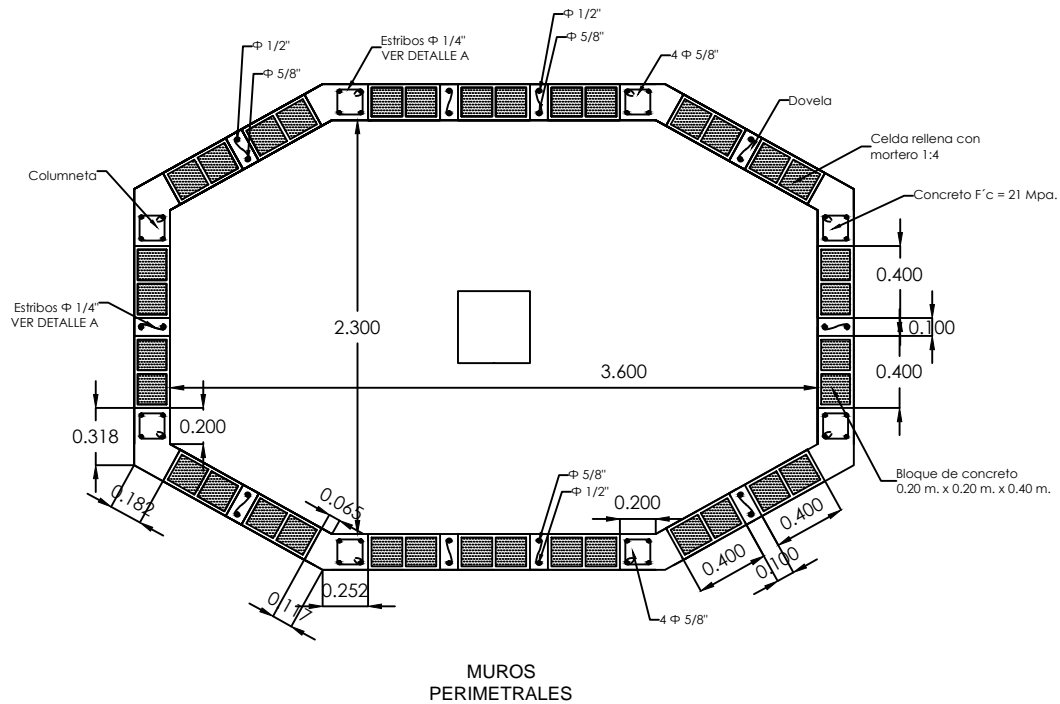 Φ 1/2"
Φ 5/8"
Estribos Φ 1/4"
VER DETALLE A
Φ 1/2"
Φ 5/8"
4 Φ 5/8"
Dovela
Celda rellena con
mortero 1:4
Columneta
Concreto F´c = 21 Mpa.
Estribos Φ 1/4"
VER DETALLE A
2.300
3.600
0.400
0.100
0.400
0.318
0.200
0.182
0.065
0.117
0.252
Φ 5/8"
Φ 1/2"
0.200
4 Φ 5/8"
0.400
0.100
0.400
Bloque de concreto
0.20 m. x 0.20 m. x 0.40 m.
MUROS
PERIMETRALES